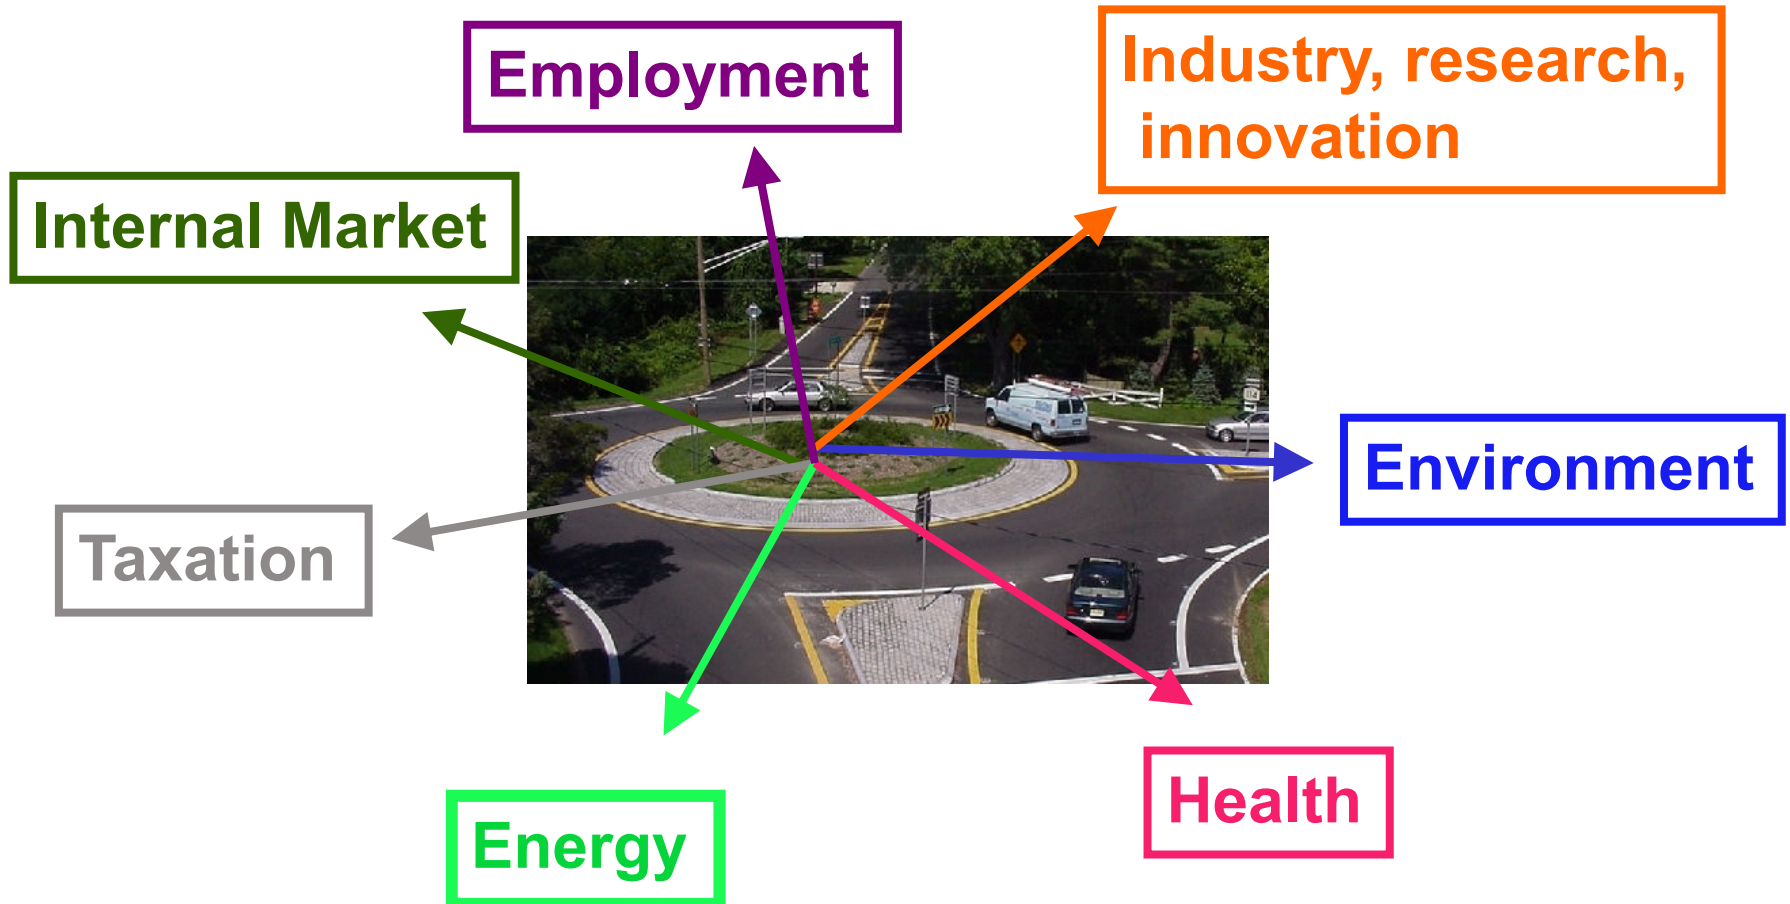 Employment
Industry, research,
innovation
Internal Market
Environment
Taxation
Health
Energy